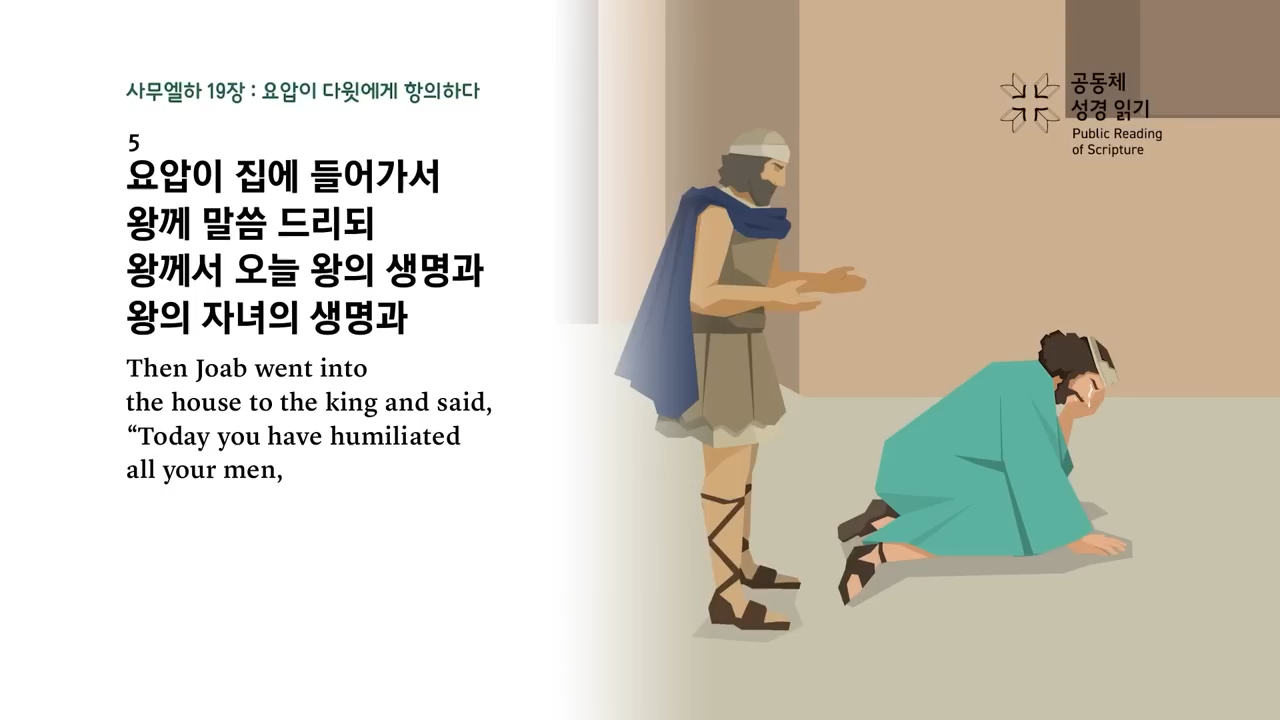 사무엘하 19장 : 요압이 다윗에게 항의하다
5
요압이 집에 들어가서
왕께 말씀 드리되
왕께서 오늘 왕의 생명과
왕의 자녀의 생명과
Then Joab went into
the house to the king and said,
“Today you have humiliated
all your men,
공동체
성경 읽기
Public Reading
of Scripture